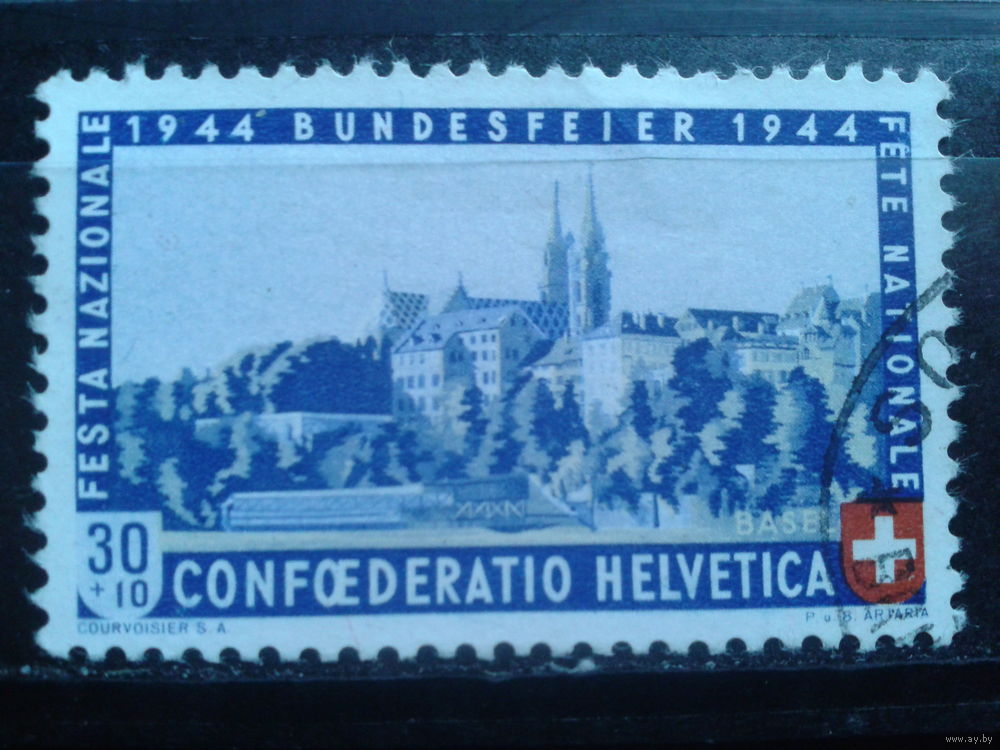 1944 BUNDESFEIER 1944
FESTA NAZIONALE
FÊTE NATIONALE
BASEL
30
+10
CONFŒDERATIO HELVETICA
COURVOISIER S. A.
P. u. B. ARTARIA
www.ay.by